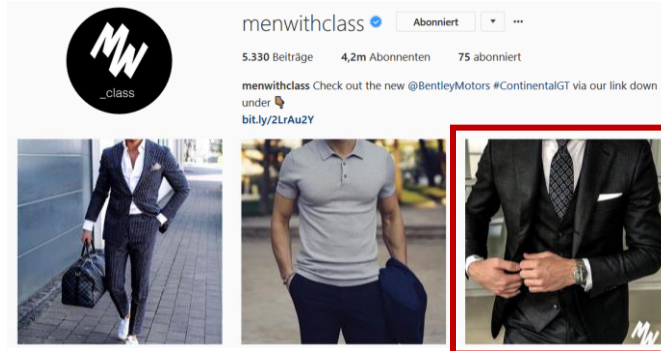 menwithclass Abonniert ...
MW
5.330 Beiträge 4,2m Abonnenten 75 abonniert
_class
menwithclass Check out the new @BentleyMotors #ContinentalGT via our link down
under
bit.ly/2LrAu2Y
MW